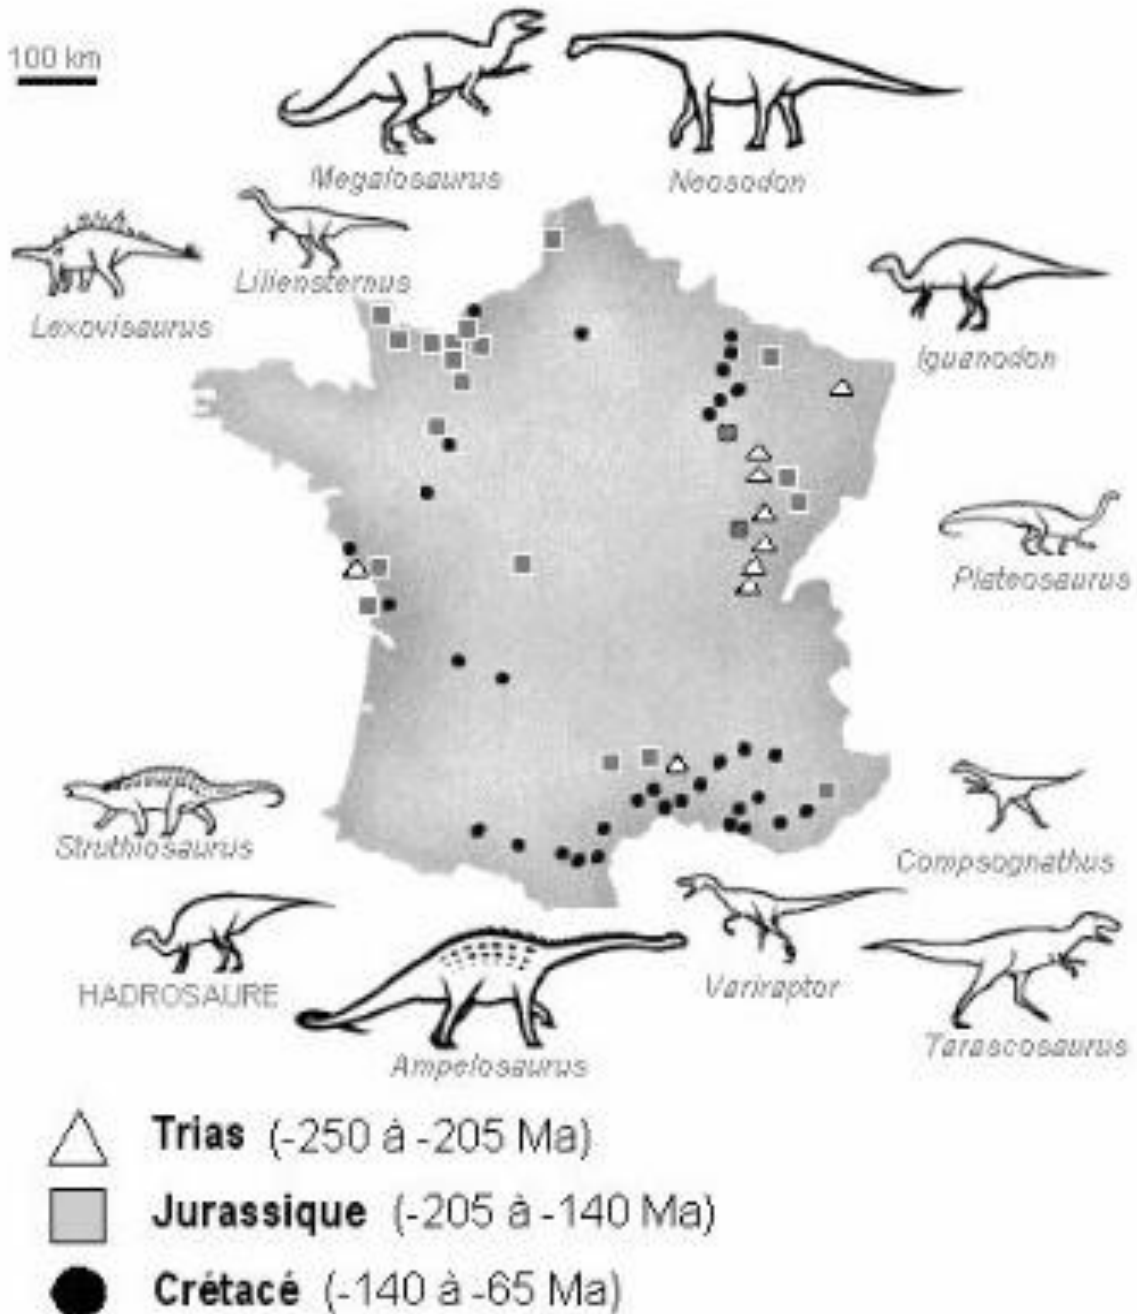 100 km
Megalosaurus
Neosodon
Liliensternus
Lexovisaurus
Iguanodon
Plateosaurus
Struthiosaurus
Compsognathus
HADROSAURE
Variraptor
Ampelosaurus
Tarascosaurus
Trias (-250 à -205 Ma)
Jurassique (-205 à -140 Ma)
Crétacé (-140 à -65 Ma)